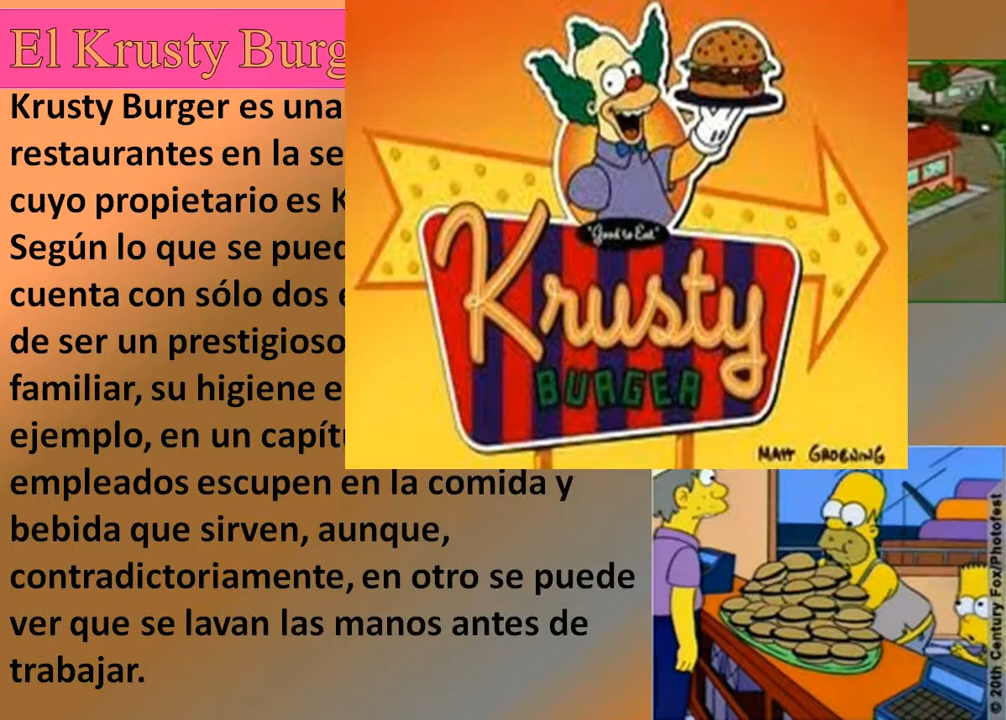 El Krusty Burg
Krusty Burger es una
restaurantes en la se
cuyo propietario es K
Según lo que se pued
cuenta con sólo dos e
de ser un prestigioso
familiar, su higiene e
ejemplo, en un capítu
empleados escupen en la comida y
bebida que sirven, aunque,
contradictoriamente, en otro se puede
ver que se lavan las manos antes de
trabajar.
"Good to Eat"
Krusty
BURGER
MATT GROENING
© 20th Century Fox/Photofest